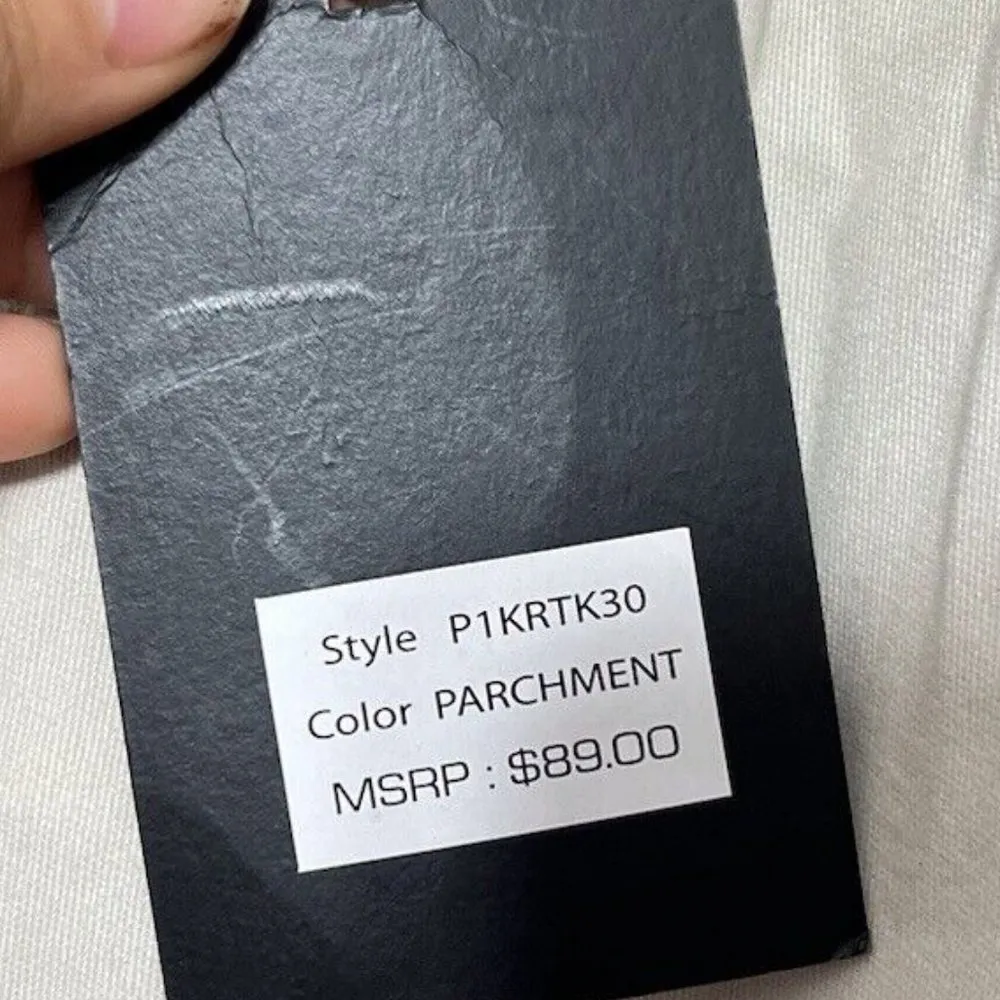 Style P1KRTK30
Color PARCHMENT
MSRP : $89.00